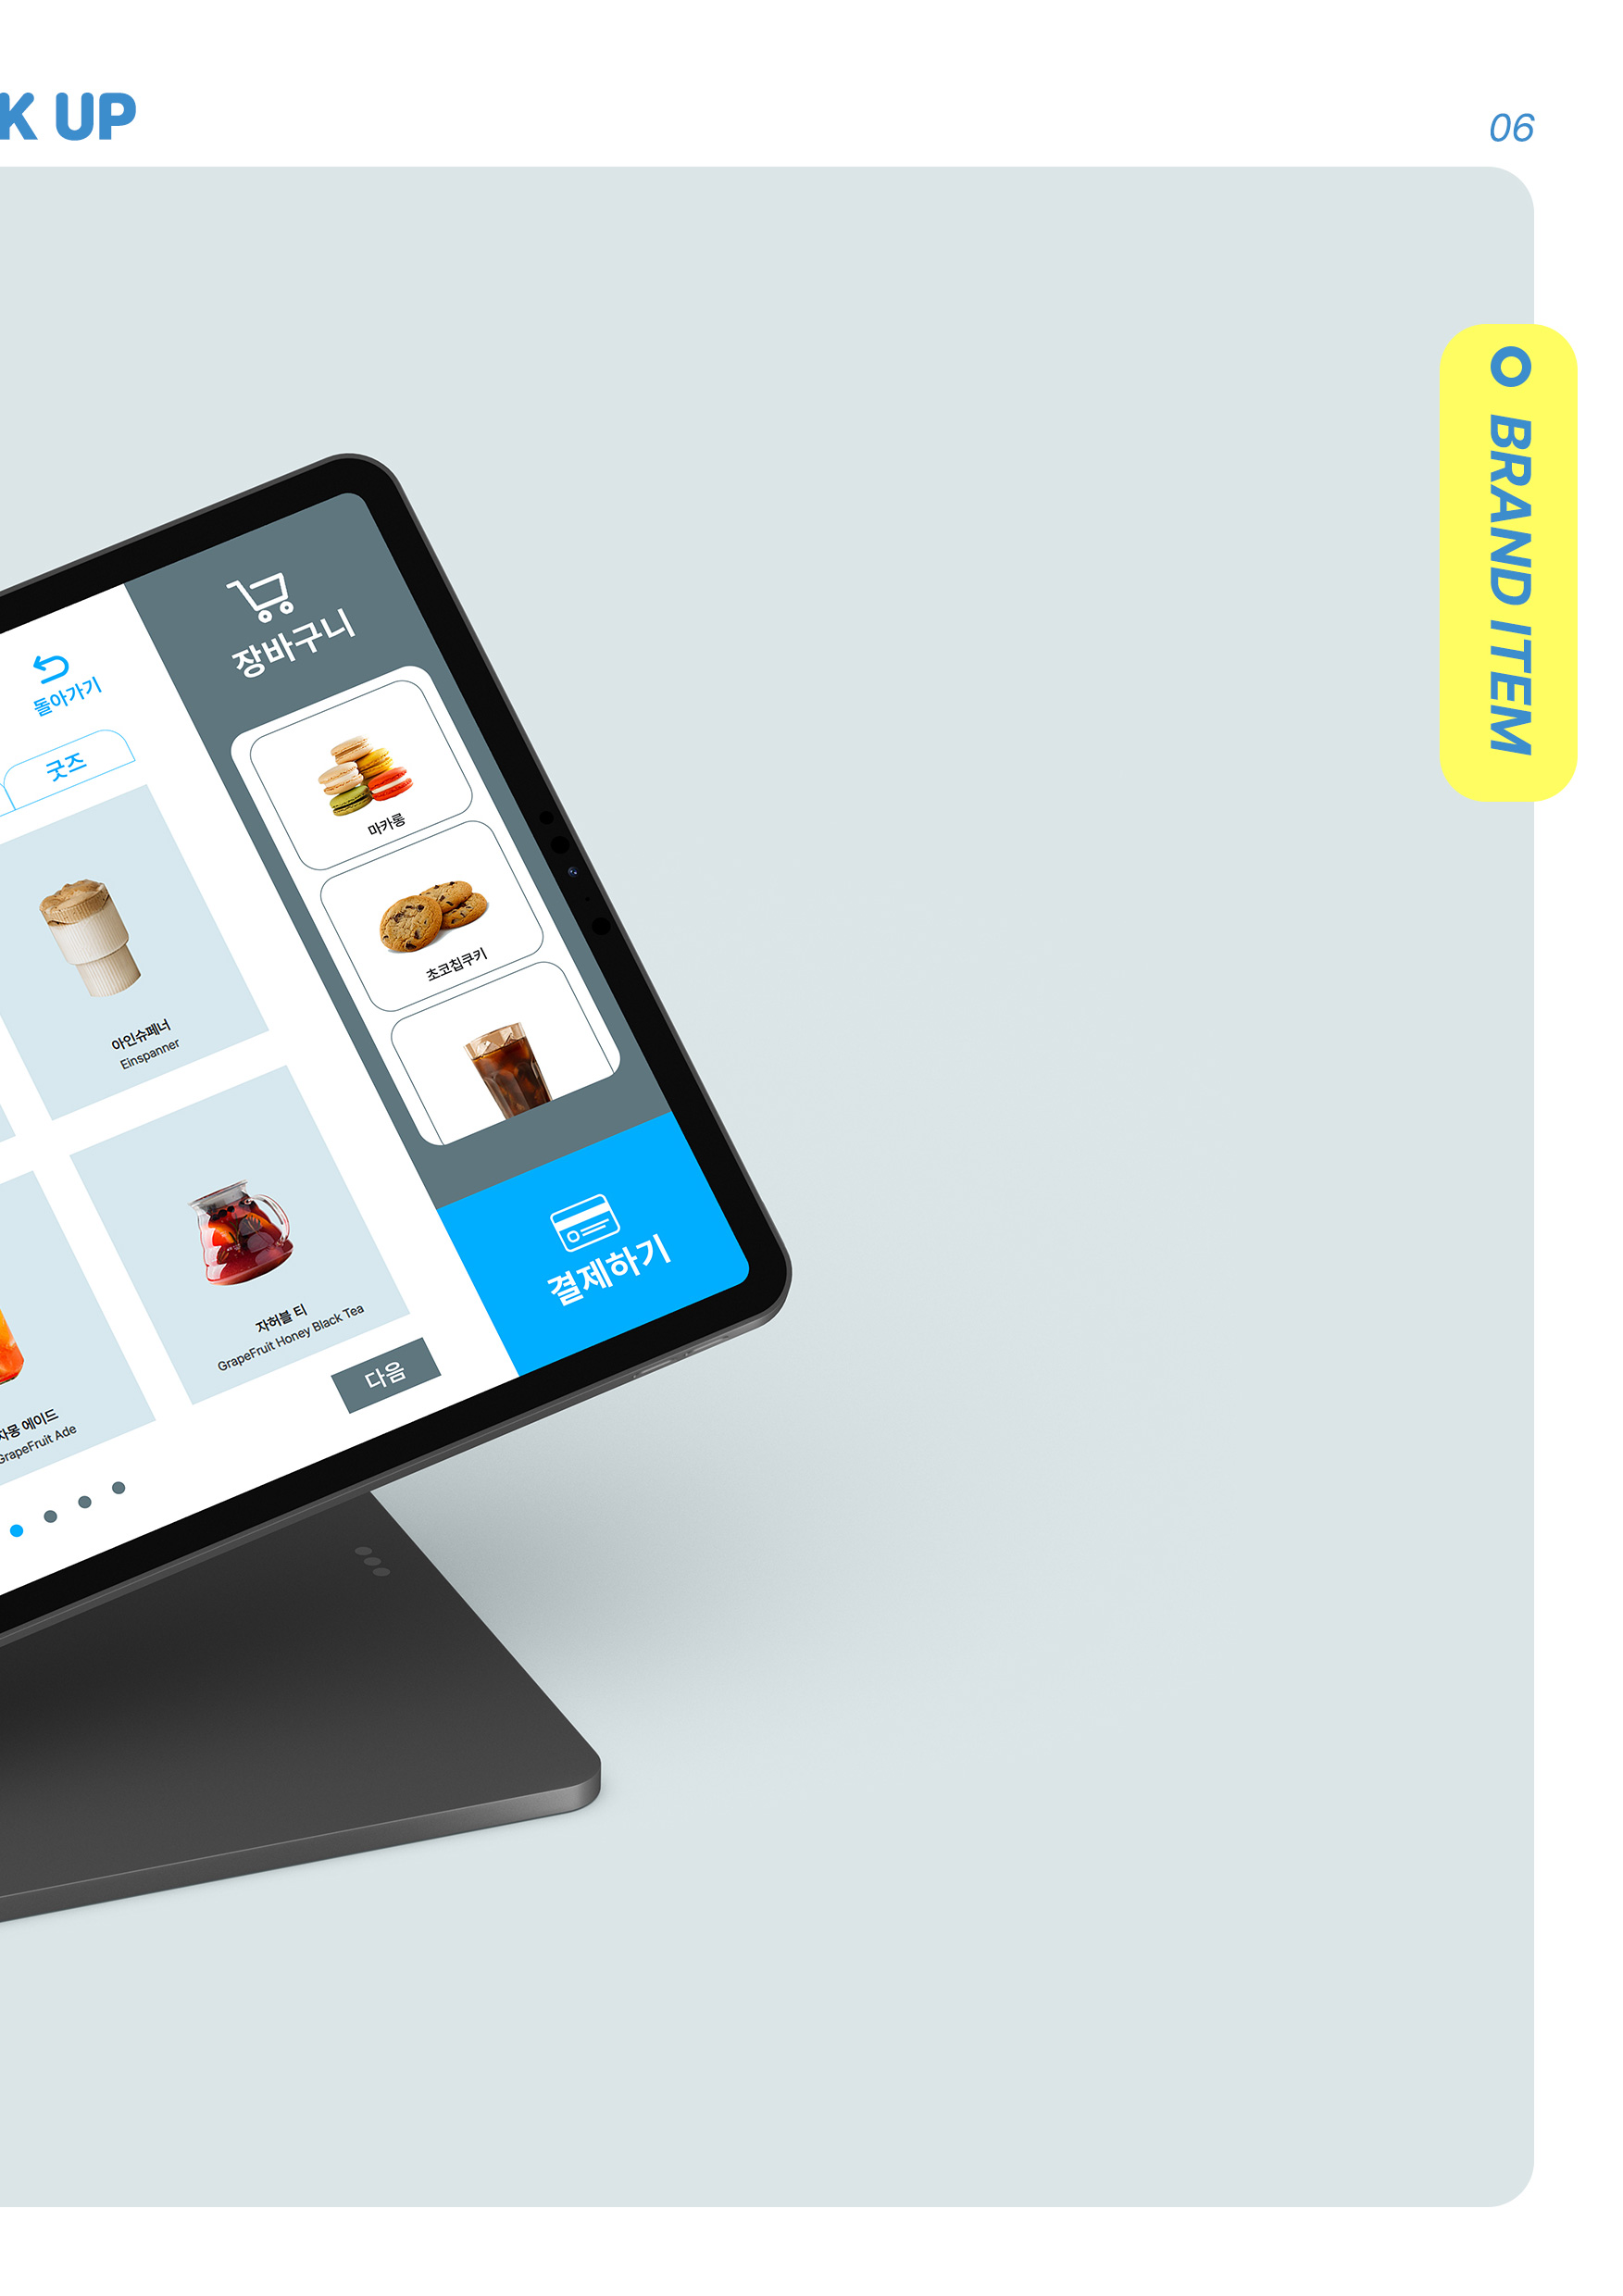 K UP
06
BRAND ITEM
돌아가기
굿즈
장바구니
마카롱
초코칩쿠키
아인슈페너
Einspanner
자허블 티
GrapeFruit Honey Black Tea
자몽 에이드
GrapeFruit Ade
다음
결제하기